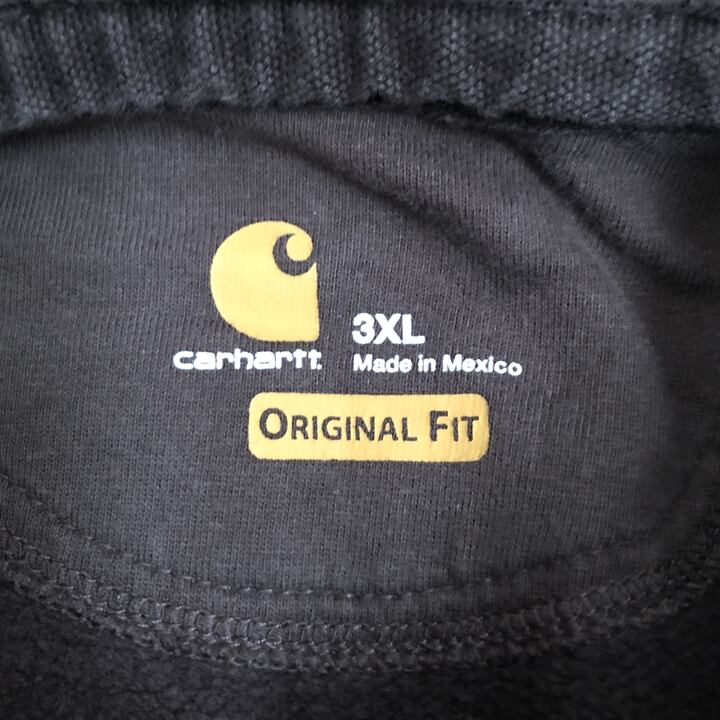 3XL
carhartt
Made in Mexico
ORIGINAL FIT